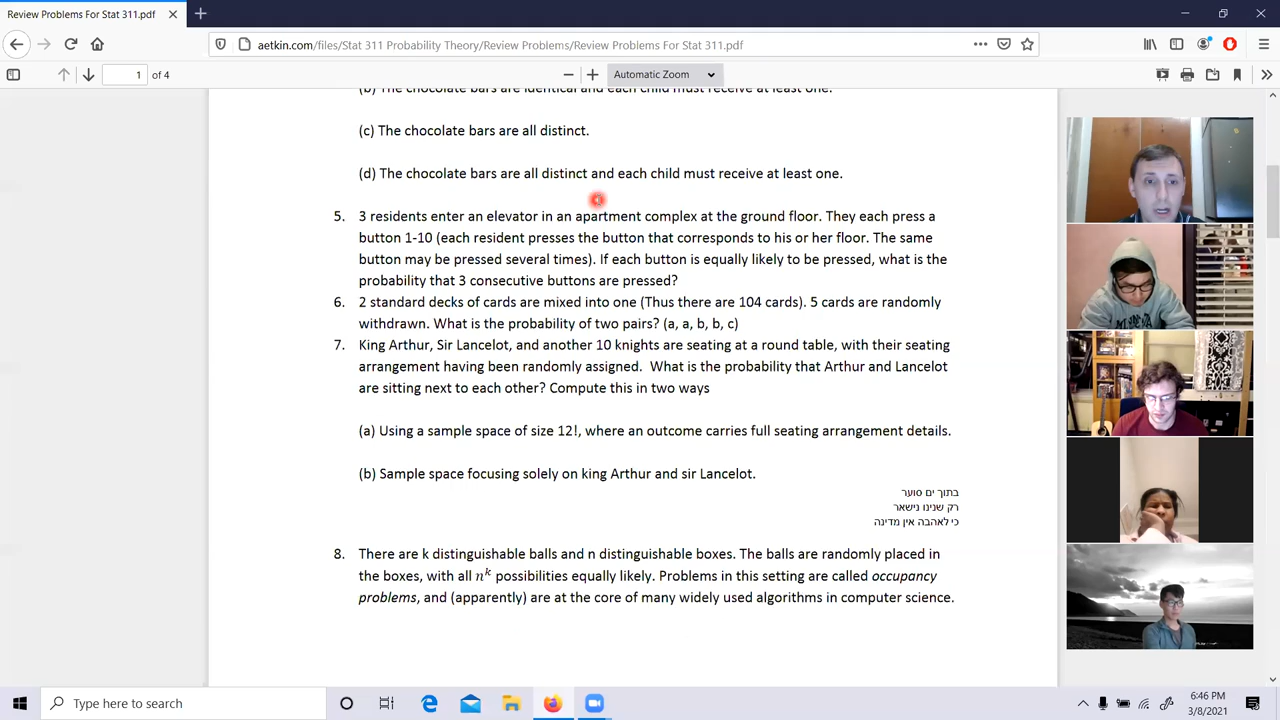 Review Problems For Stat 311.pdf
aetkin.com/files/Stat 311 Probability Theory/Review Problems/Review Problems For Stat 311.pdf
1 of 4
Automatic Zoom
(b) The chocolate bars are identical and each child must receive at least one.
(c) The chocolate bars are all distinct.
(d) The chocolate bars are all distinct and each child must receive at least one.
5. 3 residents enter an elevator in an apartment complex at the ground floor. They each press a
button 1-10 (each resident presses the button that corresponds to his or her floor. The same
button may be pressed several times). If each button is equally likely to be pressed, what is the
probability that 3 consecutive buttons are pressed?
6. 2 standard decks of cards are mixed into one (Thus there are 104 cards). 5 cards are randomly
withdrawn. What is the probability of two pairs? (a, a, b, b, c)
7. King Arthur, Sir Lancelot, and another 10 knights are seating at a round table, with their seating
arrangement having been randomly assigned. What is the probability that Arthur and Lancelot
are sitting next to each other? Compute this in two ways
(a) Using a sample space of size 12!, where an outcome carries full seating arrangement details.
(b) Sample space focusing solely on king Arthur and sir Lancelot.
בתוך ים סוער
רק שנינו נישאר
כי לאהבה אין מדינה
8. There are k distinguishable balls and n distinguishable boxes. The balls are randomly placed in
the boxes, with all n^k possibilities equally likely. Problems in this setting are called occupancy
problems, and (apparently) are at the core of many widely used algorithms in computer science.
Type here to search
6:46 PM
3/8/2021